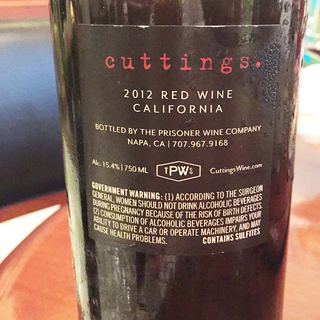 cuttings.
2012 RED WINE
CALIFORNIA
BOTTLED BY THE PRISONER WINE COMPANY
NAPA, CA | 707.967.9168
Alc. 15.4% | 750 ML
TPWC
CuttingsWine.com
GOVERNMENT WARNING: (1) ACCORDING TO THE SURGEON
GENERAL, WOMEN SHOULD NOT DRINK ALCOHOLIC BEVERAGES
DURING PREGNANCY BECAUSE OF THE RISK OF BIRTH DEFECTS.
(2) CONSUMPTION OF ALCOHOLIC BEVERAGES IMPAIRS YOUR
ABILITY TO DRIVE A CAR OR OPERATE MACHINERY, AND MAY
CAUSE HEALTH PROBLEMS. CONTAINS SULFITES